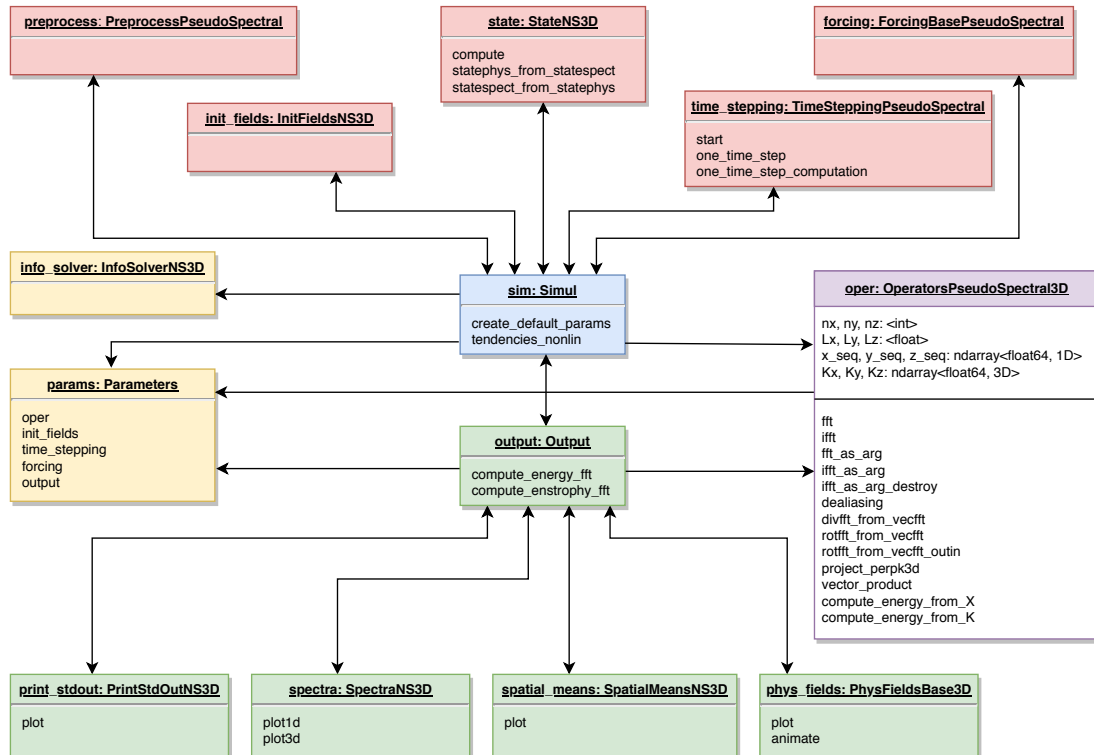 preprocess: PreprocessPseudoSpectral
state: StateNS3D
compute
statephys_from_statespect
statespect_from_statephys
forcing: ForcingBasePseudoSpectral
init_fields: InitFieldsNS3D
time_stepping: TimeSteppingPseudoSpectral
start
one_time_step
one_time_step_computation
info_solver: InfoSolverNS3D
sim: Simul
create_default_params
tendencies_nonlin
oper: OperatorsPseudoSpectral3D
nx, ny, nz: <int>
Lx, Ly, Lz: <float>
x_seq, y_seq, z_seq: ndarray<float64, 1D>
Kx, Ky, Kz: ndarray<float64, 3D>
fft
ifft
fft_as_arg
ifft_as_arg
ifft_as_arg_destroy
dealiasing
divfft_from_vecfft
rotfft_from_vecfft
rotfft_from_vecfft_outin
project_perpk3d
vector_product
compute_energy_from_X
compute_energy_from_K
params: Parameters
oper
init_fields
time_stepping
forcing
output
output: Output
compute_energy_fft
compute_enstrophy_fft
print_stdout: PrintStdOutNS3D
plot
spectra: SpectraNS3D
plot1d
plot3d
spatial_means: SpatialMeansNS3D
plot
phys_fields: PhysFieldsBase3D
plot
animate